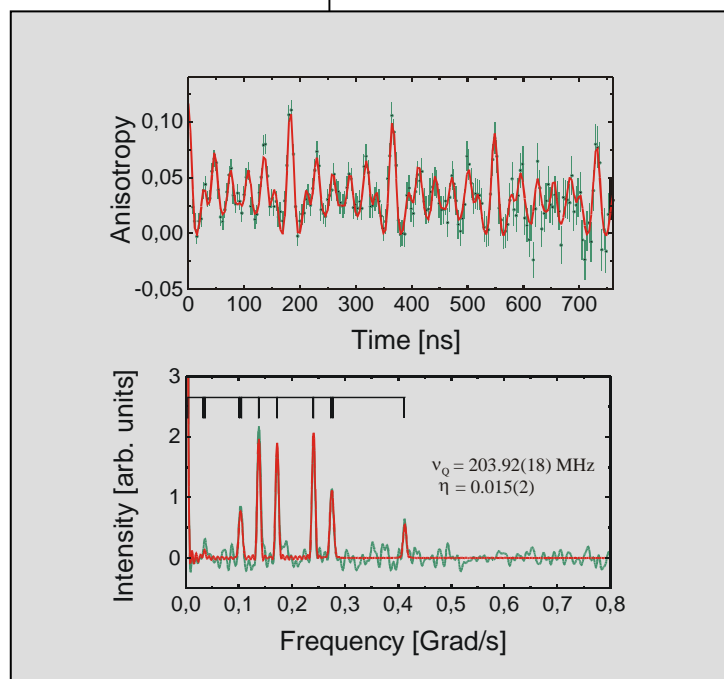 0,10
0,05
0,00
-0,05
Anisotropy
0 100 200 300 400 500 600 700
Time [ns]
3
2
1
0
Intensity [arb. units]
ν_Q = 203.92(18) MHz
η = 0.015(2)
0,0 0,1 0,2 0,3 0,4 0,5 0,6 0,7 0,8
Frequency [Grad/s]